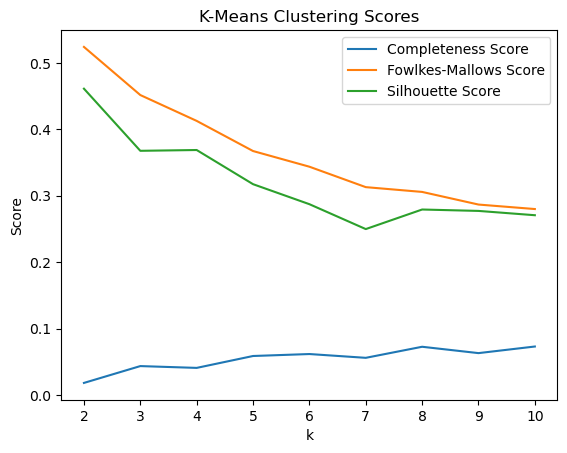 K-Means Clustering Scores
Completeness Score
Fowlkes-Mallows Score
Silhouette Score
Score
0.5
0.4
0.3
0.2
0.1
0.0
2 3 4 5 6 7 8 9 10
k